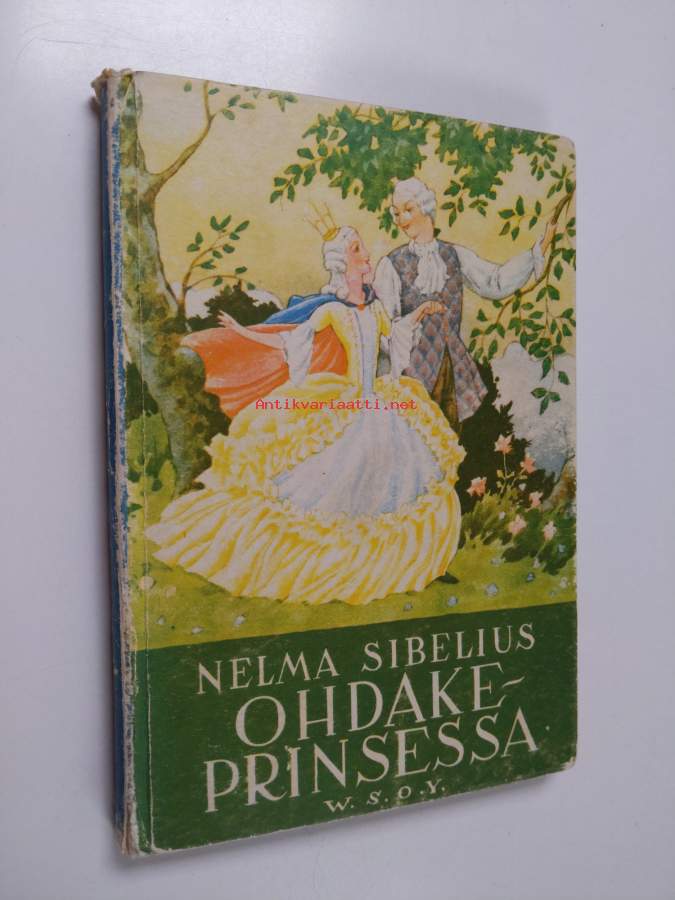 Antikvariaatti.net
NELMA SIBELIUS
OHDAKE-
PRINSESSA
W.S.O.Y.